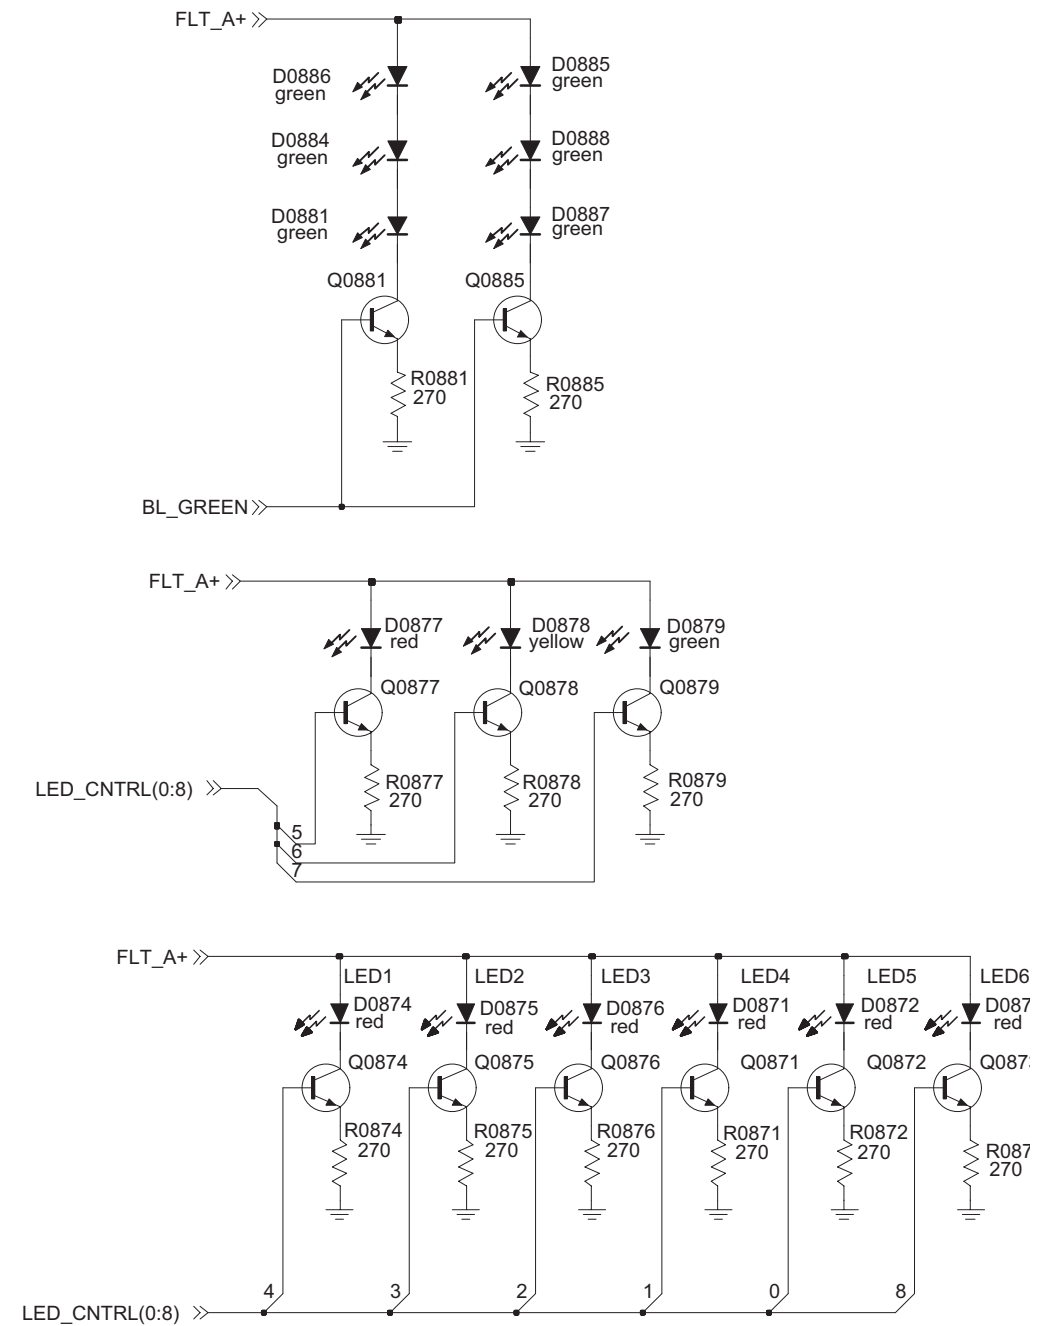 FLT_A+
D0886
green
D0885
green
D0884
green
D0888
green
D0881
green
D0887
green
Q0881
Q0885
R0881
270
R0885
270
BL_GREEN
FLT_A+
D0877
red
D0878
yellow
D0879
green
Q0877
Q0878
Q0879
R0877
270
R0878
270
R0879
270
LED_CNTRL(0:8)
5
6
7
FLT_A+
LED1
LED2
LED3
LED4
LED5
LED6
D0874
red
D0875
red
D0876
red
D0871
red
D0872
red
D087
red
Q0874
Q0875
Q0876
Q0871
Q0872
Q087
R0874
270
R0875
270
R0876
270
R0871
270
R0872
270
R087
270
4
3
2
1
0
8
LED_CNTRL(0:8)